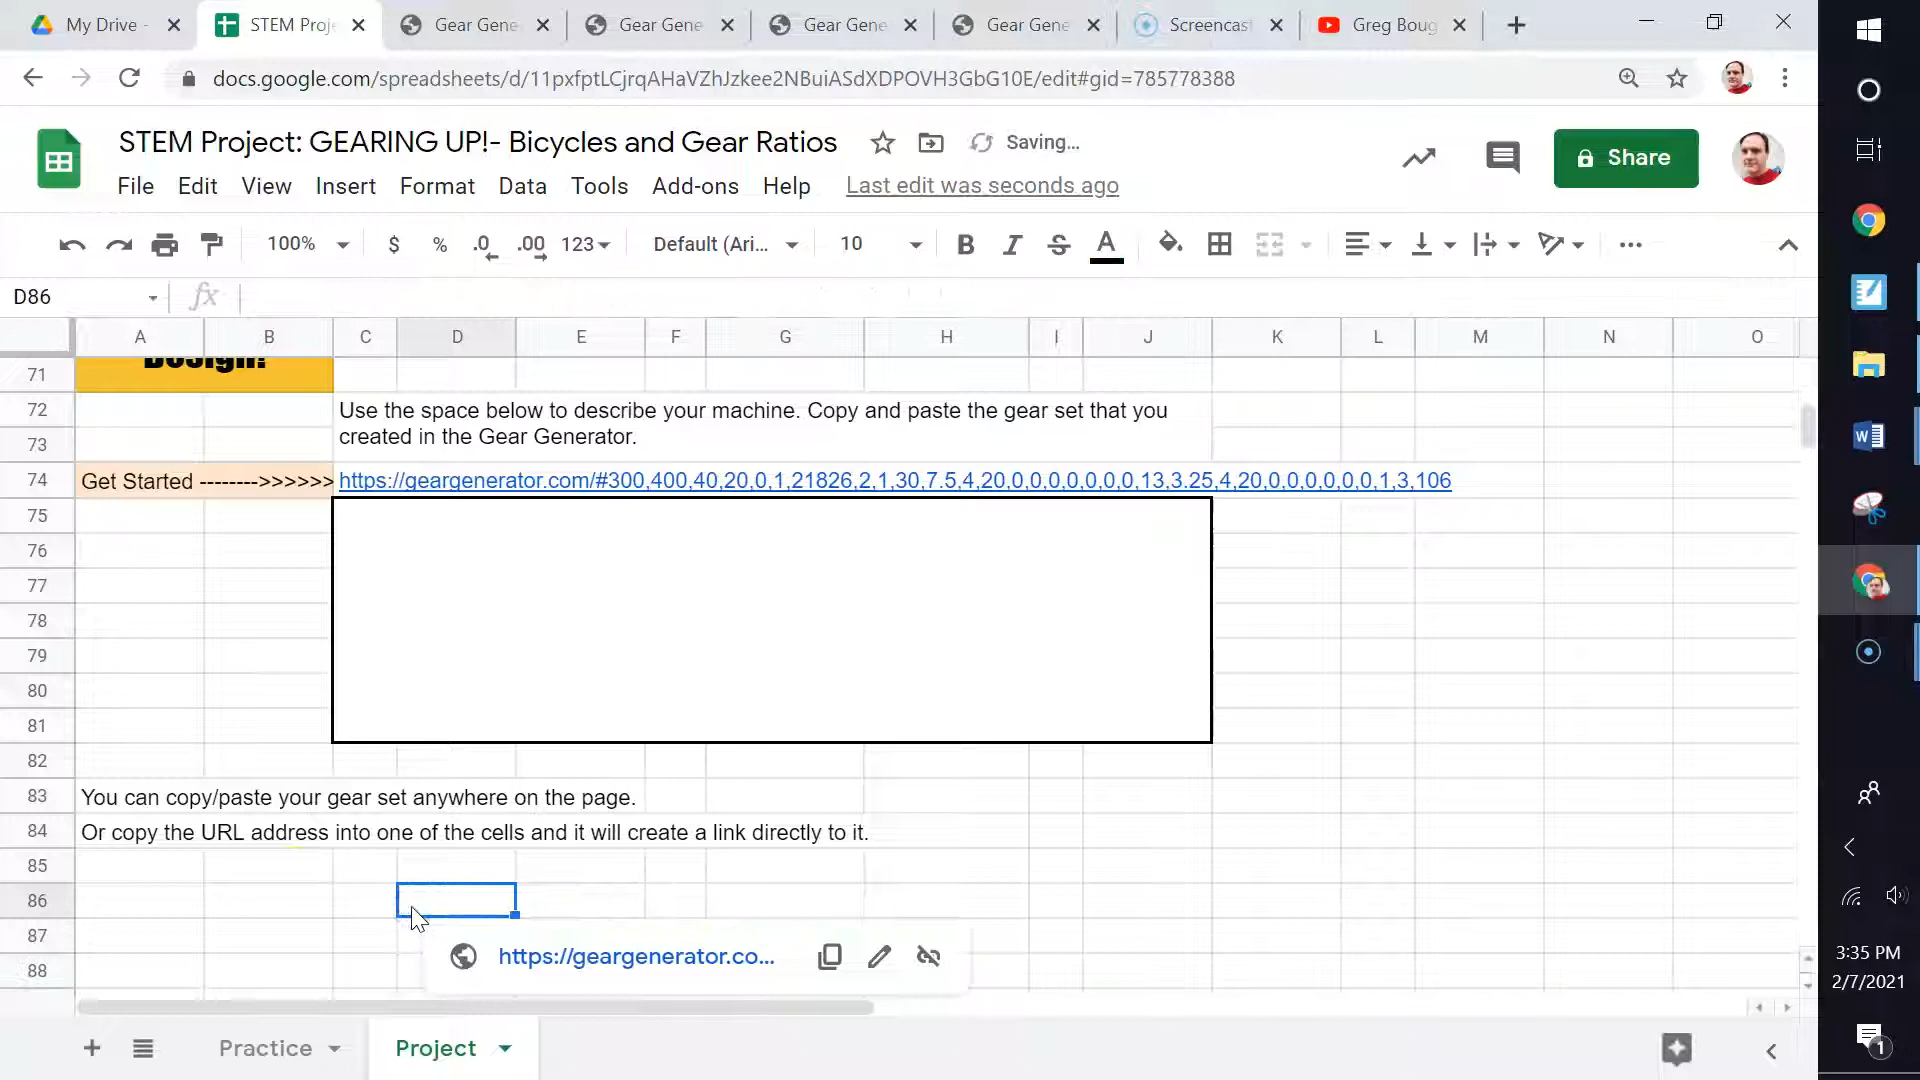 My Drive -
STEM Proje
Gear Gene
Gear Gene
Gear Gene
Gear Gene
Screencast
Greg Boug
docs.google.com/spreadsheets/d/11pxfptLCjrqAHaVZhJzkee2NBuiASdXDPOVH3GbG10E/edit#gid=785778388
STEM Project: GEARING UP!- Bicycles and Gear Ratios
Saving...
Share
File Edit View Insert Format Data Tools Add-ons Help Last edit was seconds ago
100% $ % .0 .00 123 Default (Ari... 10 B I S A
D86 fx
A B C D E F G H I J K L M N O
71 Design!
72 Use the space below to describe your machine. Copy and paste the gear set that you
73 created in the Gear Generator.
74 Get Started -------->>>>>> https://geargenerator.com/#300,400,40,20,0,1,21826,2,1,30,7.5,4,20,0,0,0,0,0,0,0,13,3.25,4,20,0,0,0,0,0,0,1,3,106
75
76
77
78
79
80
81
82
83 You can copy/paste your gear set anywhere on the page.
84 Or copy the URL address into one of the cells and it will create a link directly to it.
85
86
87
https://geargenerator.co...
88
Practice
Project
3:35 PM
2/7/2021
1